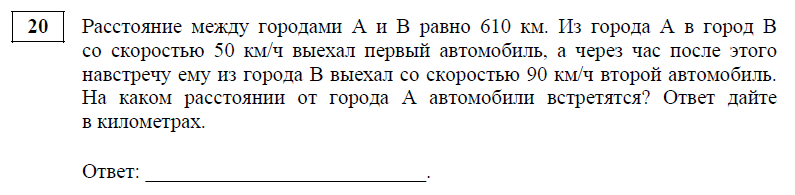 20
Расстояние между городами А и В равно 610 км. Из города А в город В
со скоростью 50 км/ч выехал первый автомобиль, а через час после этого
навстречу ему из города В выехал со скоростью 90 км/ч второй автомобиль.
На каком расстоянии от города А автомобили встретятся? Ответ дайте
в километрах.
Ответ: ___________________________.